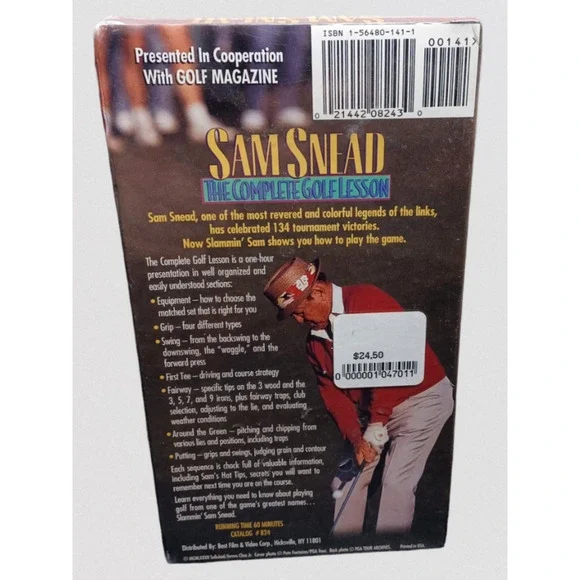 Presented In Cooperation
With GOLF MAGAZINE
ISBN 1-56480-141-1
00141
0 21442 08243 0
SAM SNEAD
THE COMPLETE GOLF LESSON
Sam Snead, one of the most revered and colorful legends of the links,
has celebrated 134 tournament victories.
Now Slammin' Sam shows you how to play the game.
The Complete Golf Lesson is a one-hour
presentation in well organized and
easily understood sections:
• Equipment – how to choose the
matched set that is right for you
• Grip – four different types
• Swing – from the backswing to the
downswing, the "waggle," and the
forward press
• First Tee – driving and course strategy
• Fairway – specific tips on the 3 wood and the
3, 5, 7, and 9 irons, plus fairway traps, club
selection, adjusting to the lie, and evaluating
weather conditions
• Around the Green – pitching and chipping from
various lies and positions, including traps
• Putting – grips and swings, judging grain and contour
Each sequence is chock full of valuable information,
including Sam's Hot Tips, secrets you will want to
remember next time you are on the course.
Learn everything you need to know about playing
golf from one of the game's greatest names...
Slammin' Sam Snead.
$24.50
0 000001 047011
RUNNING TIME 60 MINUTES
CATALOG # 824
Distributed By: Best Film & Video Corp., Hicksville, NY 11801
Printed in USA.